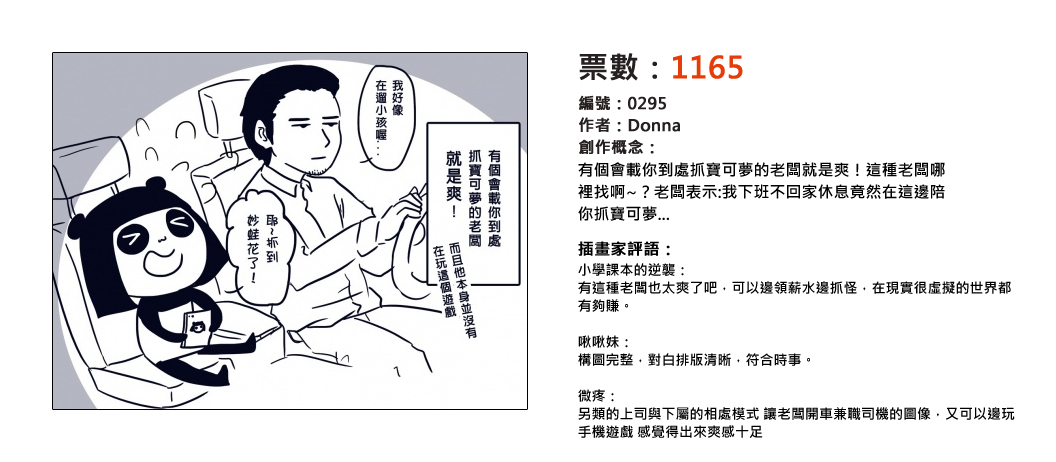 我好像
在遛小孩喔...
有個會載你到處
抓寶可夢的老闆
就是爽！
而且他本身並沒有
在玩這個遊戲
耶~抓到
妙蛙花了！
票數：1165
編號：0295
作者：Donna
創作概念：
有個會載你到處抓寶可夢的老闆就是爽！這種老闆哪
裡找啊~？老闆表示:我下班不回家休息竟然在這邊陪
你抓寶可夢...
插畫家評語：
小學課本的逆襲：
有這種老闆也太爽了吧，可以邊領薪水邊抓怪，在現實很虛擬的世界都
有夠賺。
啾啾妹：
構圖完整，對白排版清晰，符合時事。
微疼：
另類的上司與下屬的相處模式 讓老闆開車兼職司機的圖像，又可以邊玩
手機遊戲 感覺得出來爽感十足